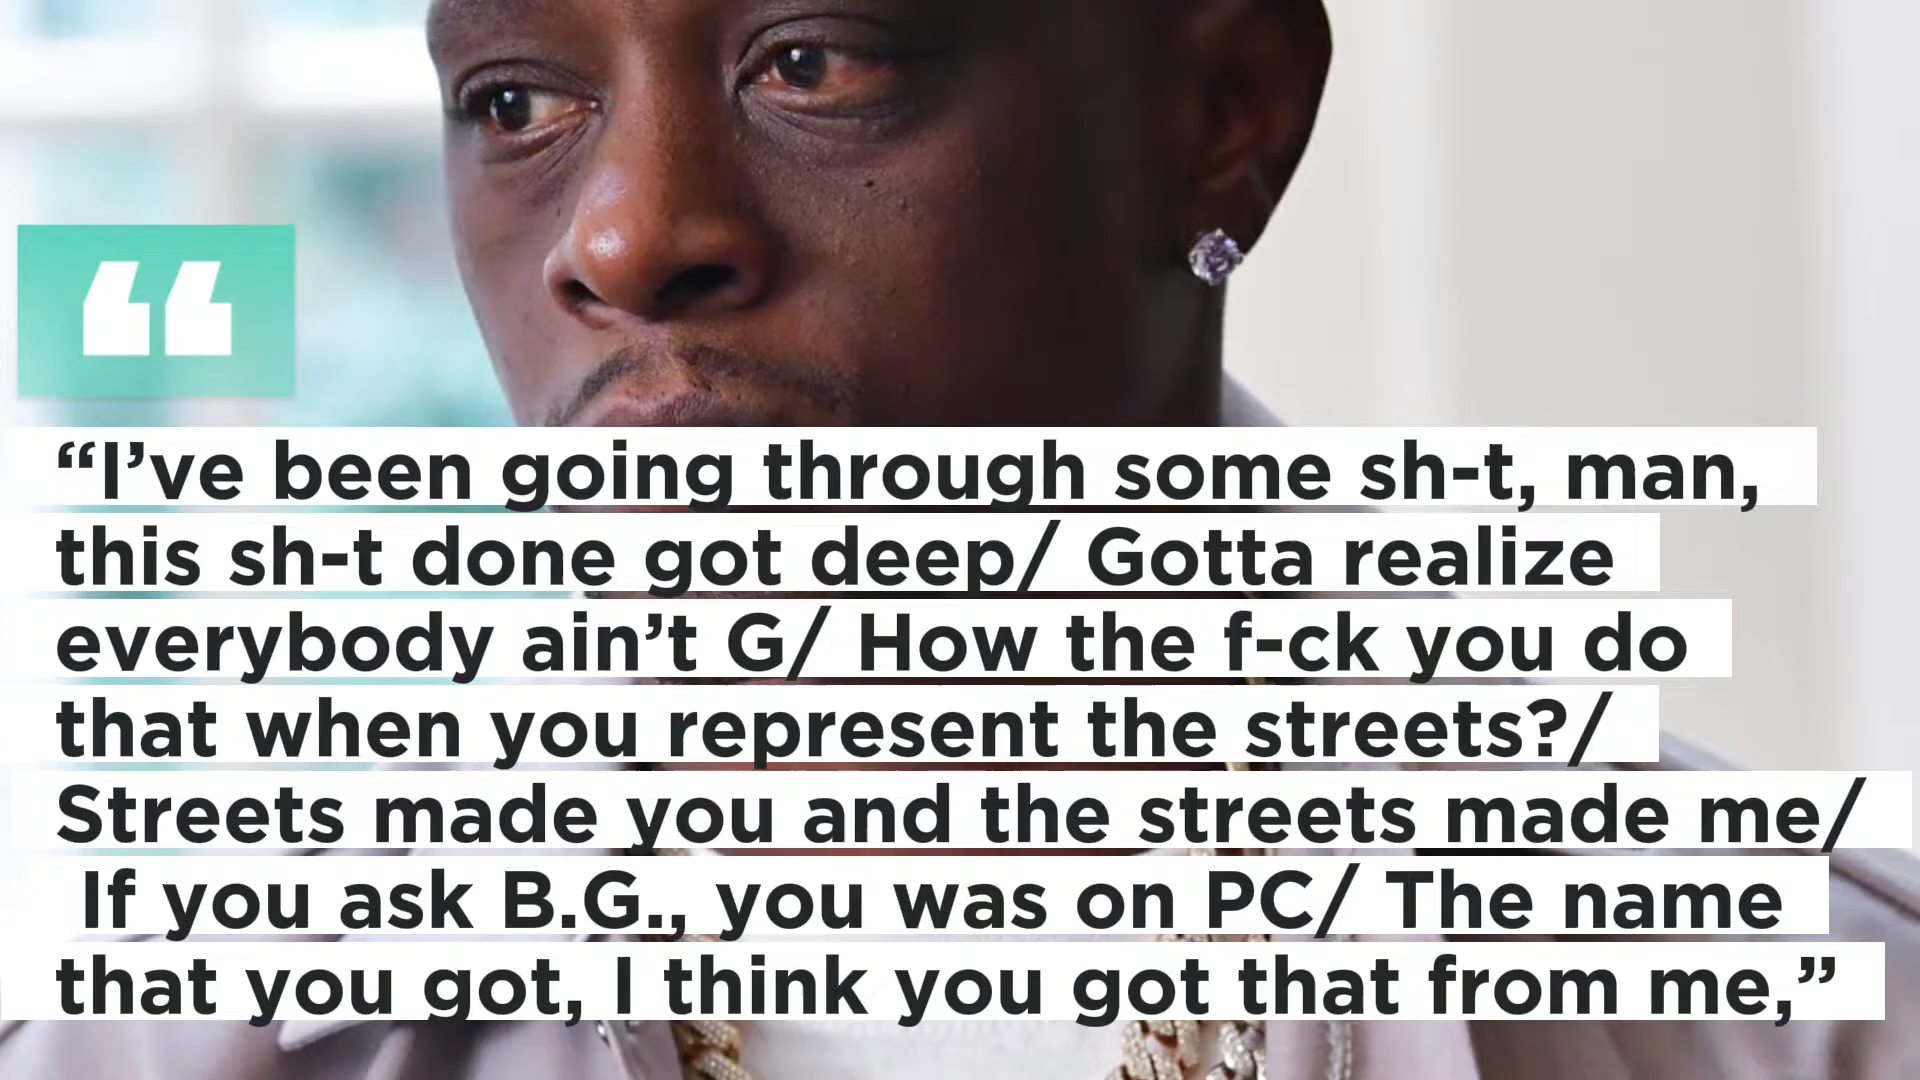 “I’ve been going through some sh-t, man,
this sh-t done got deep/ Gotta realize
everybody ain’t G/ How the f-ck you do
that when you represent the streets?/
Streets made you and the streets made me/
If you ask B.G., you was on PC/ The name
that you got, I think you got that from me,”